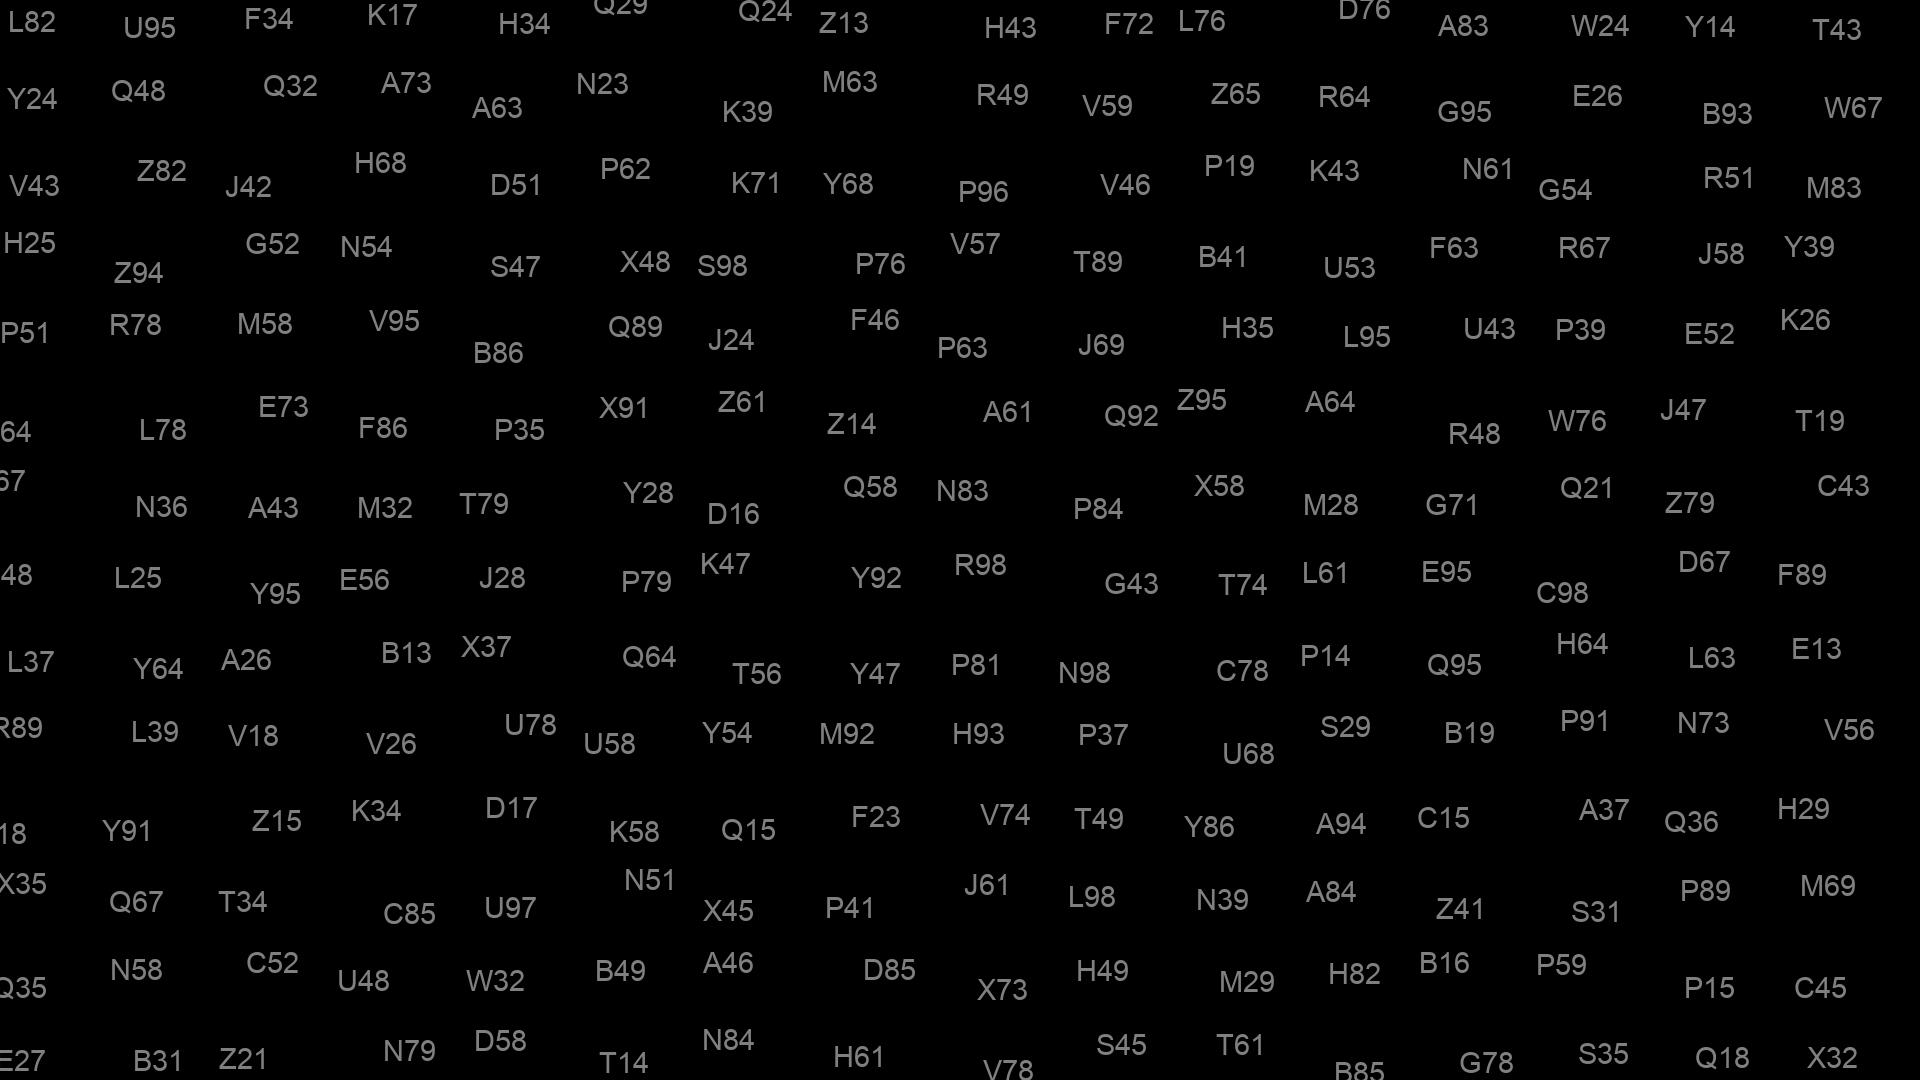 L82 U95 F34 K17 H34 Q29 Q24 Z13 H43 F72 L76 D76 A83 W24 Y14 T43
Y24 Q48 Q32 A73 A63 N23 K39 M63 R49 V59 Z65 R64 G95 E26 B93 W67
V43 Z82 J42 H68 D51 P62 K71 Y68 P96 V46 P19 K43 N61 G54 R51 M83
H25 Z94 G52 N54 S47 X48 S98 P76 V57 T89 B41 U53 F63 R67 J58 Y39
P51 R78 M58 V95 B86 Q89 J24 F46 P63 J69 H35 L95 U43 P39 E52 K26
64 L78 E73 F86 P35 X91 Z61 Z14 A61 Q92 Z95 A64 R48 W76 J47 T19
67 N36 A43 M32 T79 Y28 D16 Q58 N83 P84 X58 M28 G71 Q21 Z79 C43
48 L25 Y95 E56 J28 P79 K47 Y92 R98 G43 T74 L61 E95 C98 D67 F89
L37 Y64 A26 B13 X37 Q64 T56 Y47 P81 N98 C78 P14 Q95 H64 L63 E13
R89 L39 V18 V26 U78 U58 Y54 M92 H93 P37 U68 S29 B19 P91 N73 V56
18 Y91 Z15 K34 D17 K58 Q15 F23 V74 T49 Y86 A94 C15 A37 Q36 H29
X35 Q67 T34 C85 U97 N51 X45 P41 J61 L98 N39 A84 Z41 S31 P89 M69
Q35 N58 C52 U48 W32 B49 A46 D85 X73 H49 M29 H82 B16 P59 P15 C45
E27 B31 Z21 N79 D58 T14 N84 H61 V78 S45 T61 B85 G78 S35 Q18 X32